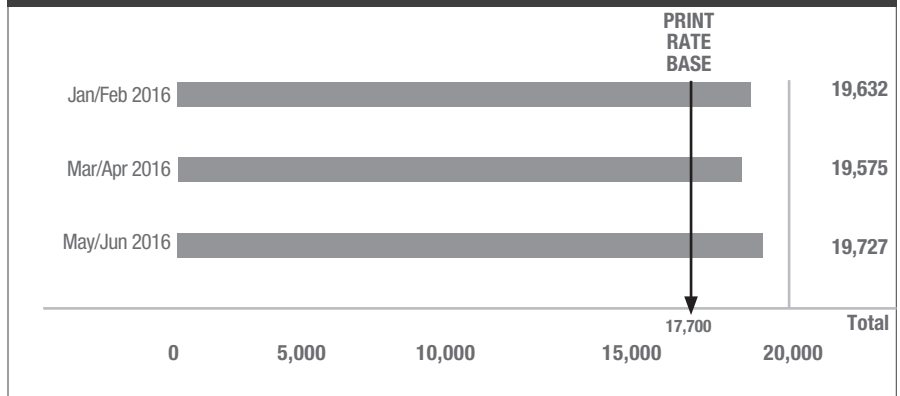 PRINT
RATE
BASE
Jan/Feb 2016 19,632
Mar/Apr 2016 19,575
May/Jun 2016 19,727
17,700 Total
0 5,000 10,000 15,000 20,000